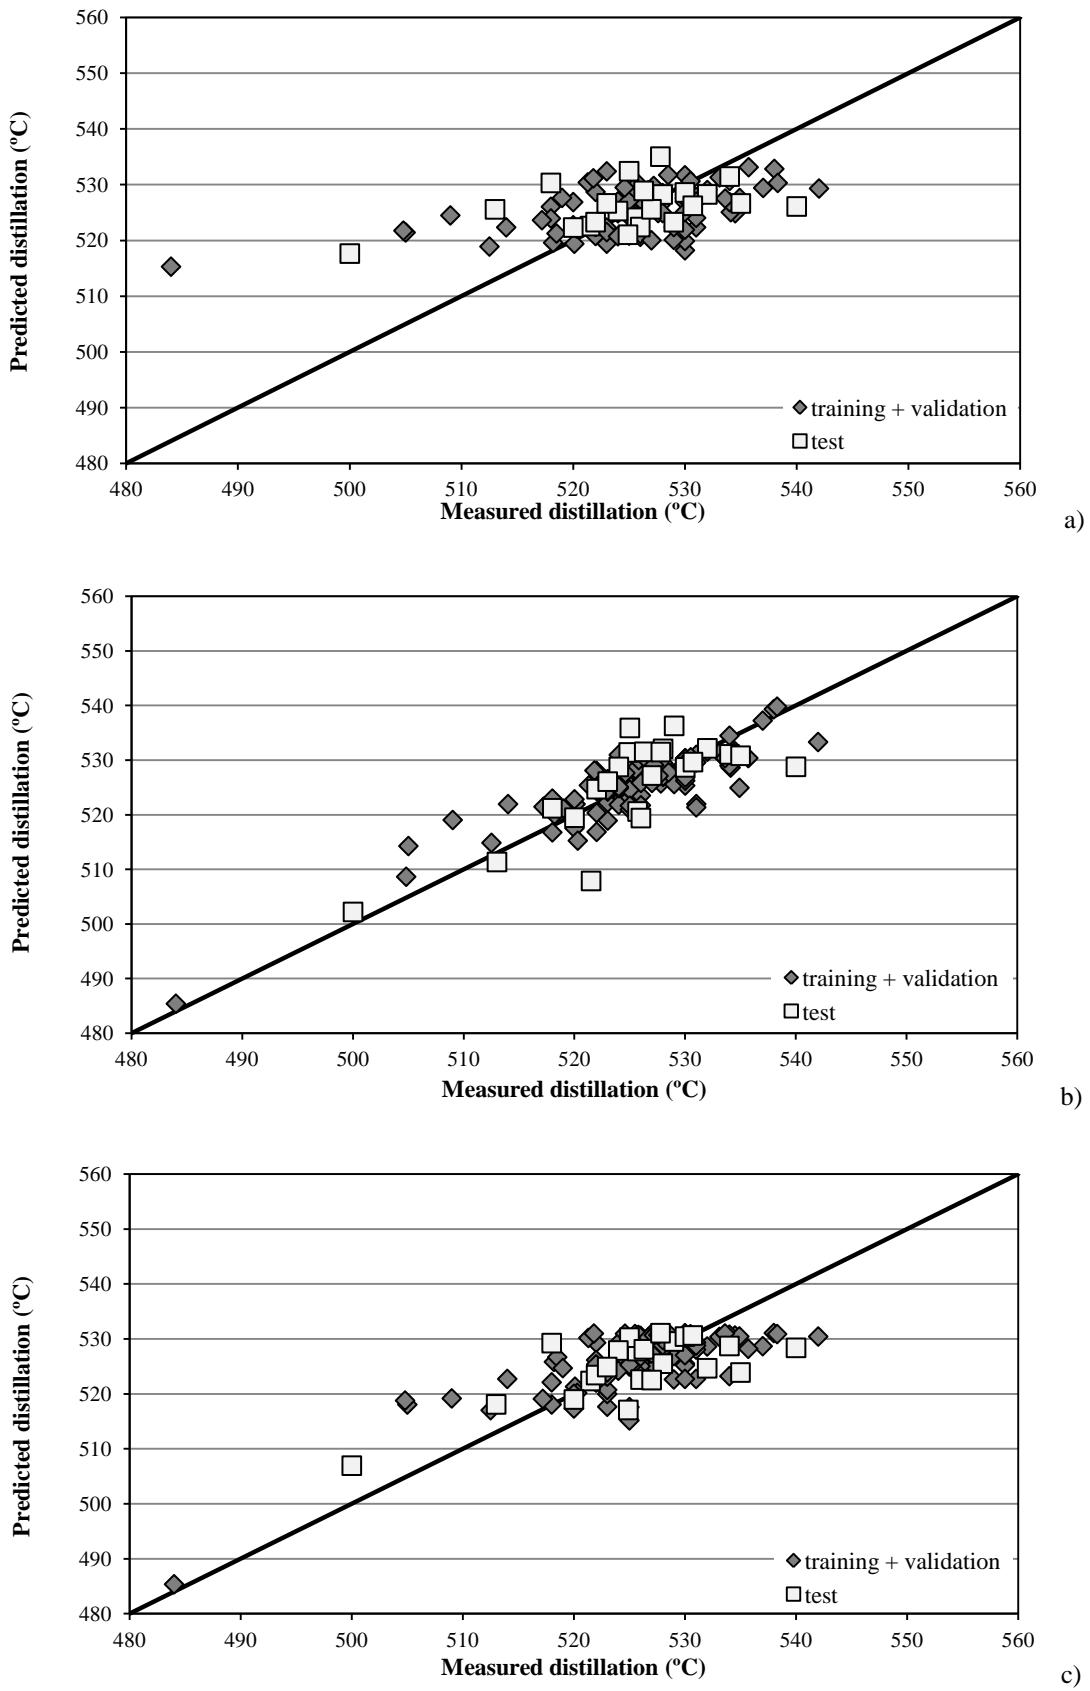 560
550
540
530
520
510
500
490
480
Predicted distillation (ºC)
training + validation
test
480 490 500 510 520 530 540 550 560
Measured distillation (ºC)
a)
560
550
540
530
520
510
500
490
480
Predicted distillation (ºC)
training + validation
test
480 490 500 510 520 530 540 550 560
Measured distillation (ºC)
b)
560
550
540
530
520
510
500
490
480
Predicted distillation (ºC)
training + validation
test
480 490 500 510 520 530 540 550 560
Measured distillation (ºC)
c)